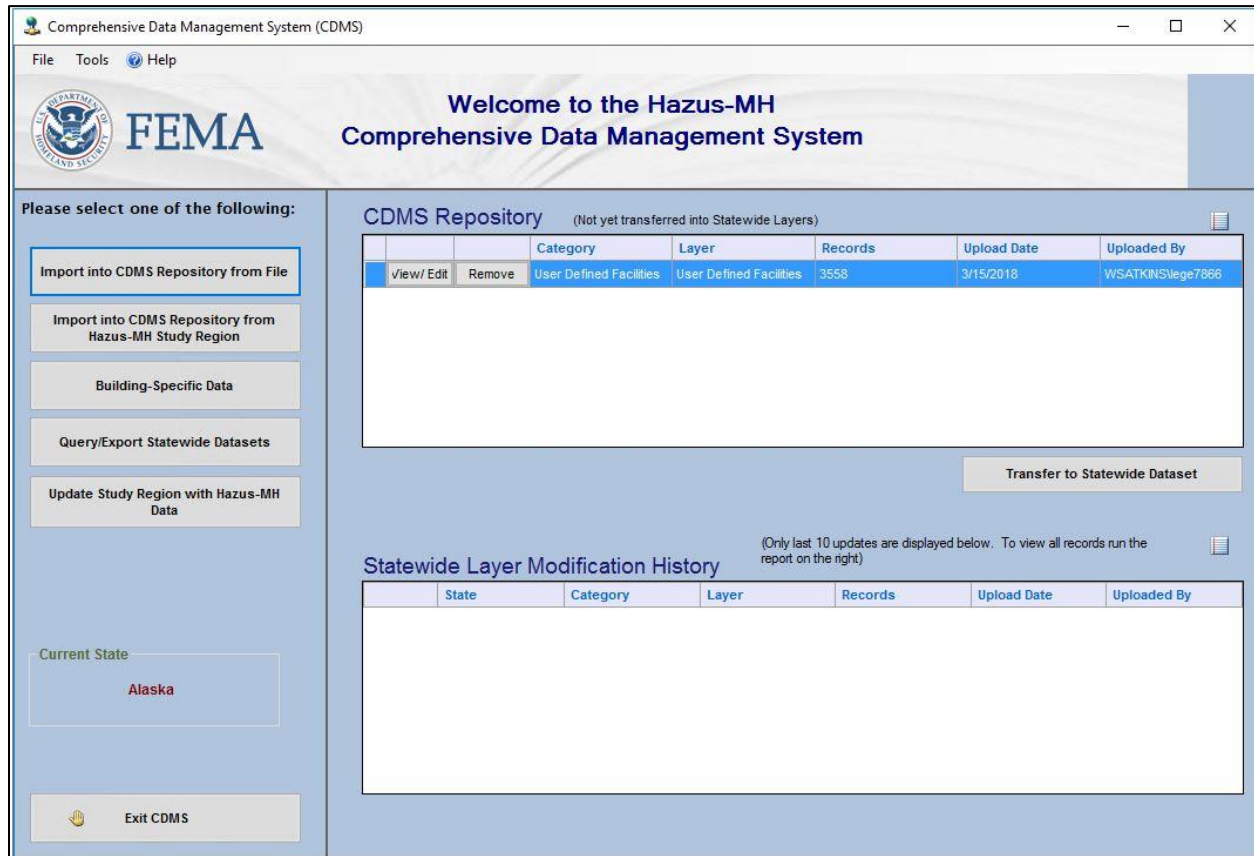 Comprehensive Data Management System (CDMS)
File Tools Help
FEMA
Welcome to the Hazus-MH
Comprehensive Data Management System
Please select one of the following:
Import into CDMS Repository from File
Import into CDMS Repository from
Hazus-MH Study Region
Building-Specific Data
Query/Export Statewide Datasets
Update Study Region with Hazus-MH
Data
Current State
Alaska
Exit CDMS
CDMS Repository (Not yet transferred into Statewide Layers)
Category Layer Records Upload Date Uploaded By
View/ Edit Remove User Defined Facilities User Defined Facilities 3558 3/15/2018 WSATKINS\lege7866
Transfer to Statewide Dataset
(Only last 10 updates are displayed below. To view all records run the
report on the right)
Statewide Layer Modification History
State Category Layer Records Upload Date Uploaded By